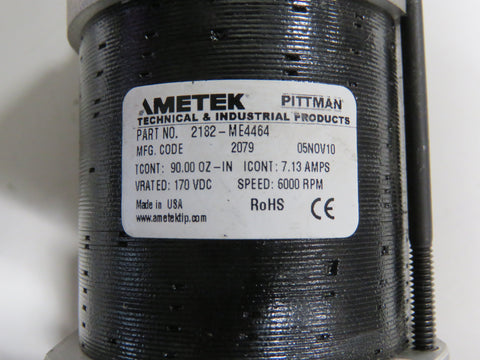 AMETEK PITTMAN
TECHNICAL & INDUSTRIAL PRODUCTS
PART NO. 2182-ME4464
MFG. CODE 2079 05NOV10
TCONT: 90.00 OZ-IN ICONT: 7.13 AMPS
VRATED: 170 VDC SPEED: 6000 RPM
Made in USA RoHS CE
www.ametektip.com